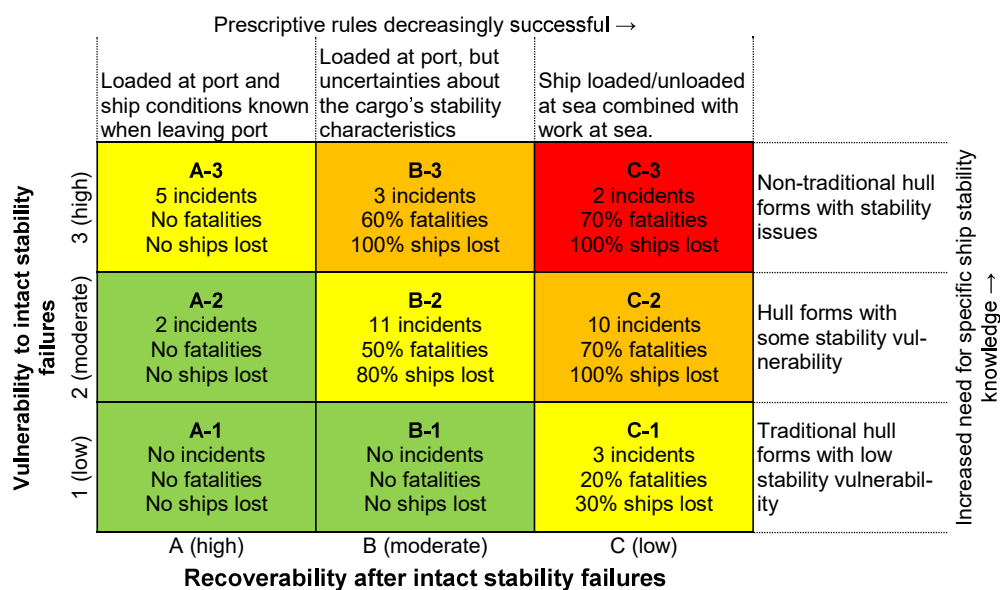 Prescriptive rules decreasingly successful →
Loaded at port and
ship conditions known
when leaving port
Loaded at port, but
uncertainties about
the cargo's stability
characteristics
Ship loaded/unloaded
at sea combined with
work at sea.
Vulnerability to intact stability
failures
3 (high)
A-3
5 incidents
No fatalities
No ships lost
B-3
3 incidents
60% fatalities
100% ships lost
C-3
2 incidents
70% fatalities
100% ships lost
Non-traditional hull
forms with stability
issues
2 (moderate)
A-2
2 incidents
No fatalities
No ships lost
B-2
11 incidents
50% fatalities
80% ships lost
C-2
10 incidents
70% fatalities
100% ships lost
Hull forms with
some stability vul-
nerability
1 (low)
A-1
No incidents
No fatalities
No ships lost
B-1
No incidents
No fatalities
No ships lost
C-1
3 incidents
20% fatalities
30% ships lost
Traditional hull
forms with low
stability vulnerabil-
ity
Increased need for specific ship stability
knowledge →
A (high)
B (moderate)
C (low)
Recoverability after intact stability failures